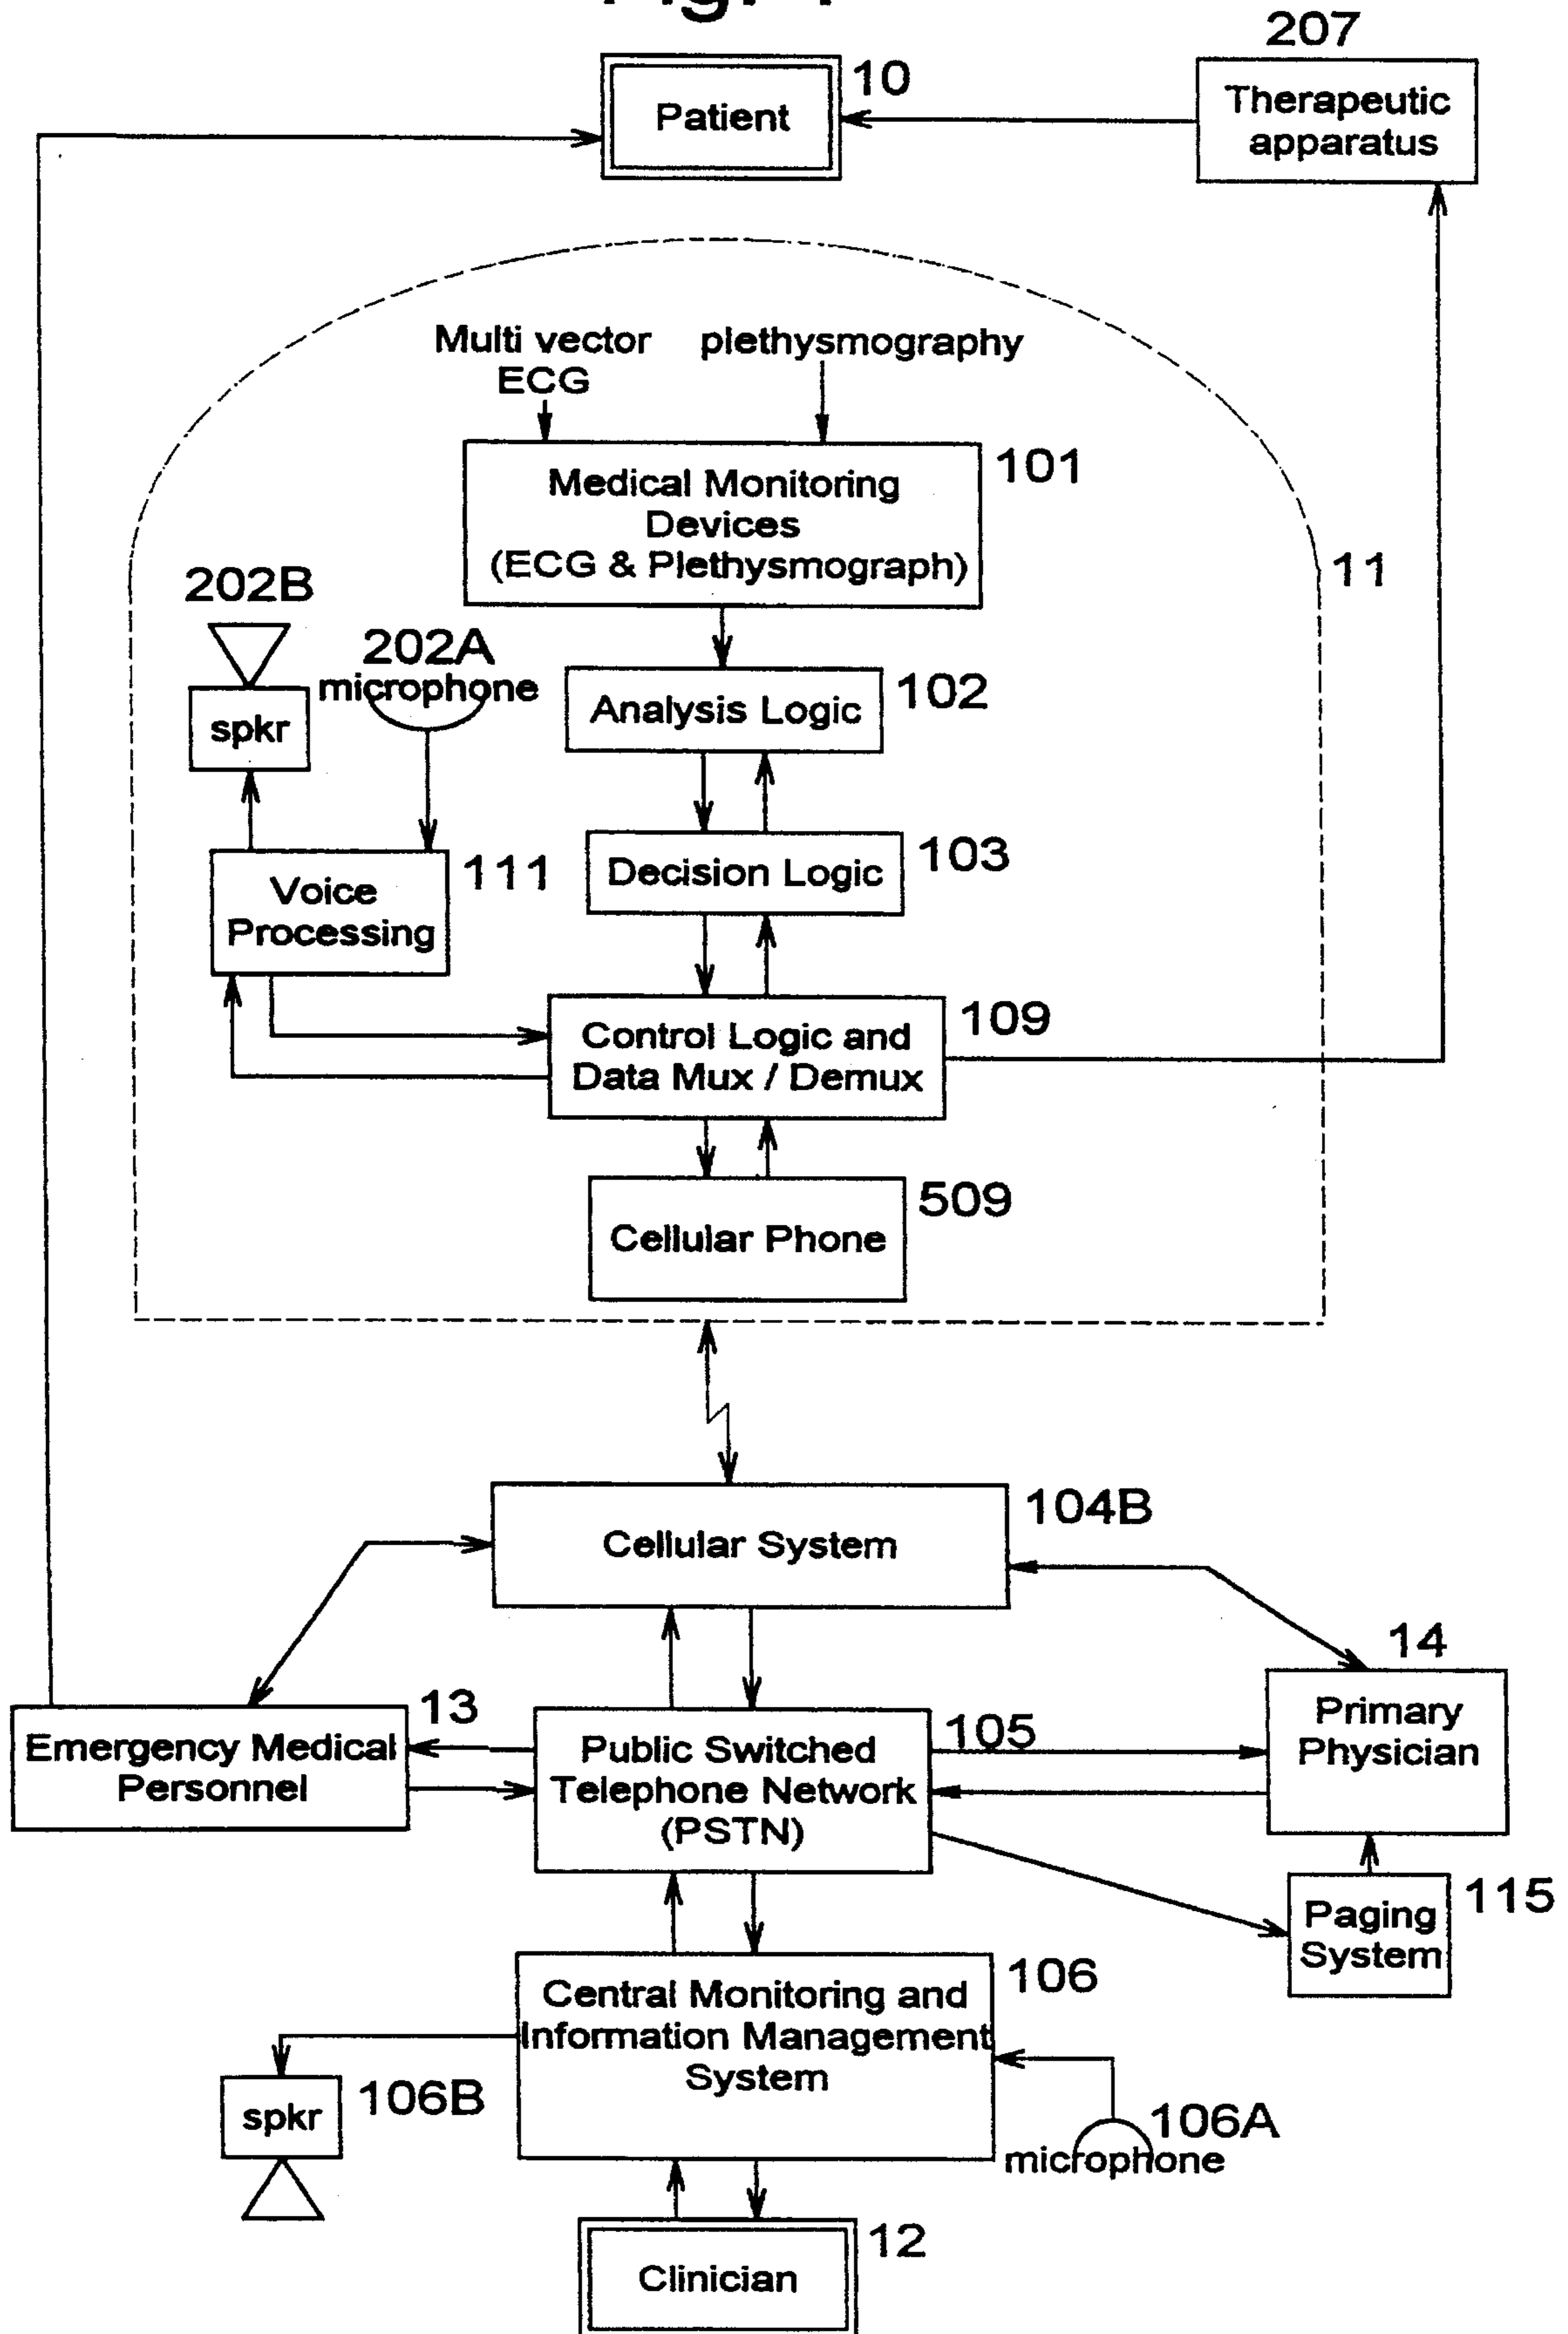 207
10
Patient
Therapeutic
apparatus
Multi vector
ECG
plethysmography
101
Medical Monitoring
Devices
(ECG & Plethysmograph)
11
202B
202A
microphone
spkr
102
Analysis Logic
103
Decision Logic
111
Voice
Processing
109
Control Logic and
Data Mux / Demux
509
Cellular Phone
104B
Cellular System
14
Primary
Physician
13
Emergency Medical
Personnel
105
Public Switched
Telephone Network
(PSTN)
115
Paging
System
106
Central Monitoring and
Information Management
System
106B
spkr
106A
microphone
12
Clinician